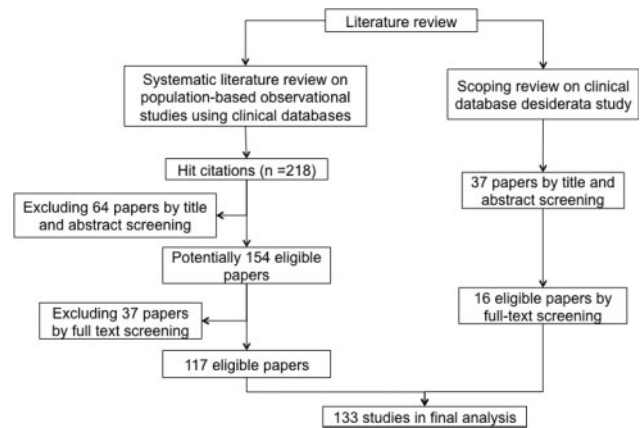 Literature review
Systematic literature review on
population-based observational
studies using clinical databases
Scoping review on clinical
database desiderata study
Hit citations (n =218)
37 papers by title and
abstract screening
Excluding 64 papers by title
and abstract screening
Potentially 154 eligible
papers
16 eligible papers by
full-text screening
Excluding 37 papers
by full text screening
117 eligible papers
133 studies in final analysis